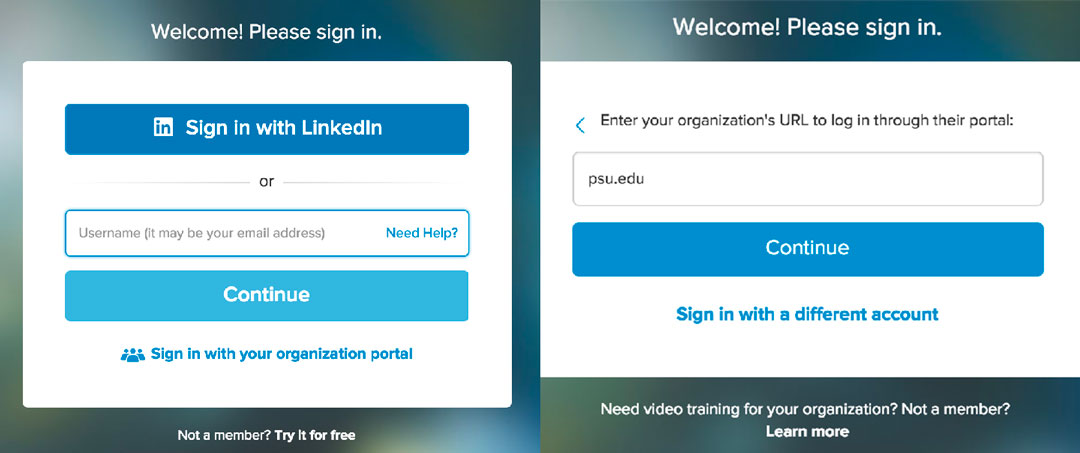 Welcome! Please sign in.
in Sign in with LinkedIn
or
Username (it may be your email address) Need Help?
Continue
Sign in with your organization portal
Not a member? Try it for free
Welcome! Please sign in.
Enter your organization's URL to log in through their portal:
psu.edu
Continue
Sign in with a different account
Need video training for your organization? Not a member?
Learn more